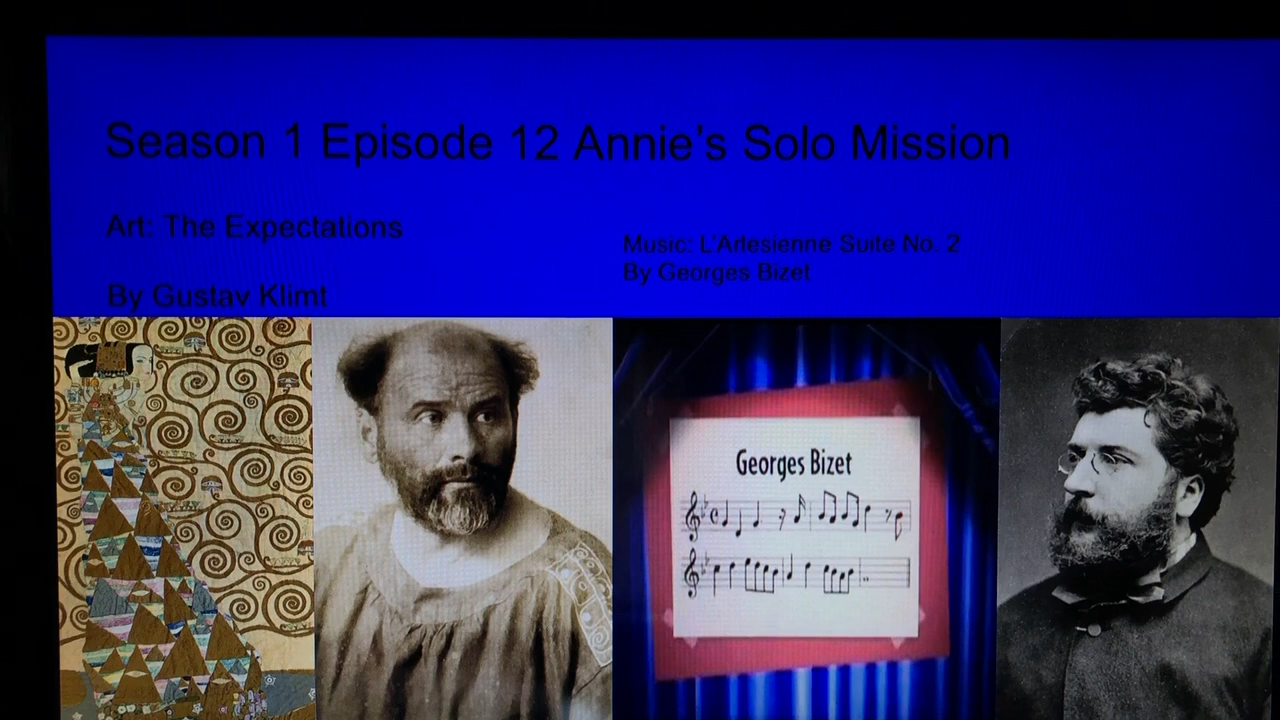 Season 1 Episode 12 Annie's Solo Mission
Art: The Expectations
By Gustav Klimt
Music: L'Arlesienne Suite No. 2
By Georges Bizet
Georges Bizet